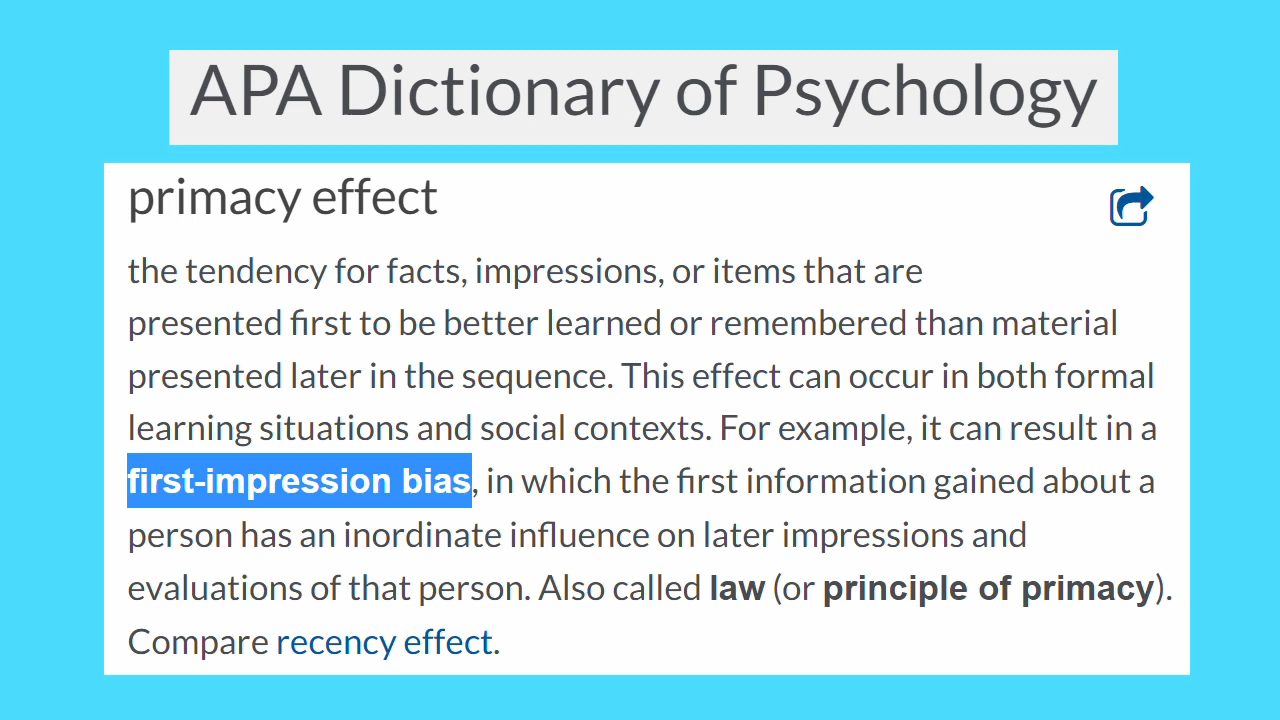 APA Dictionary of Psychology
primacy effect
the tendency for facts, impressions, or items that are
presented first to be better learned or remembered than material
presented later in the sequence. This effect can occur in both formal
learning situations and social contexts. For example, it can result in a
first-impression bias, in which the first information gained about a
person has an inordinate influence on later impressions and
evaluations of that person. Also called law (or principle of primacy).
Compare recency effect.